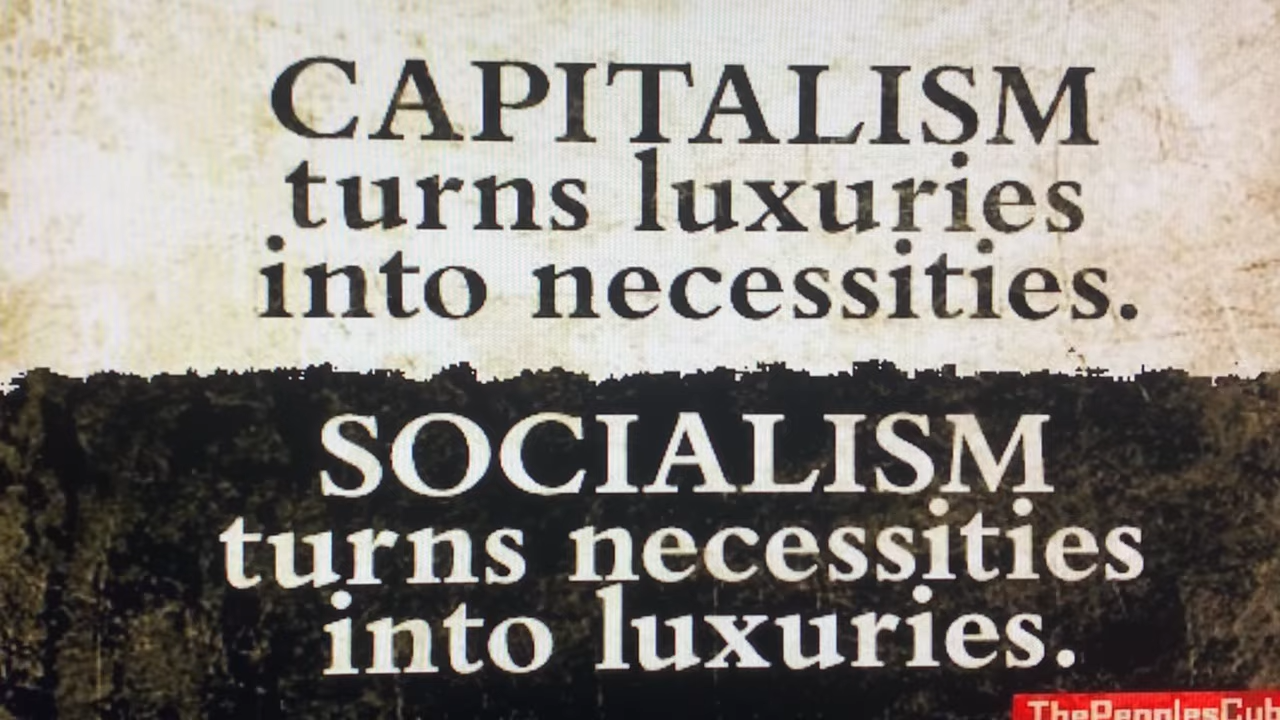 CAPITALISM
turns luxuries
into necessities.
SOCIALISM
turns necessities
into luxuries.
ThePeoplesCub